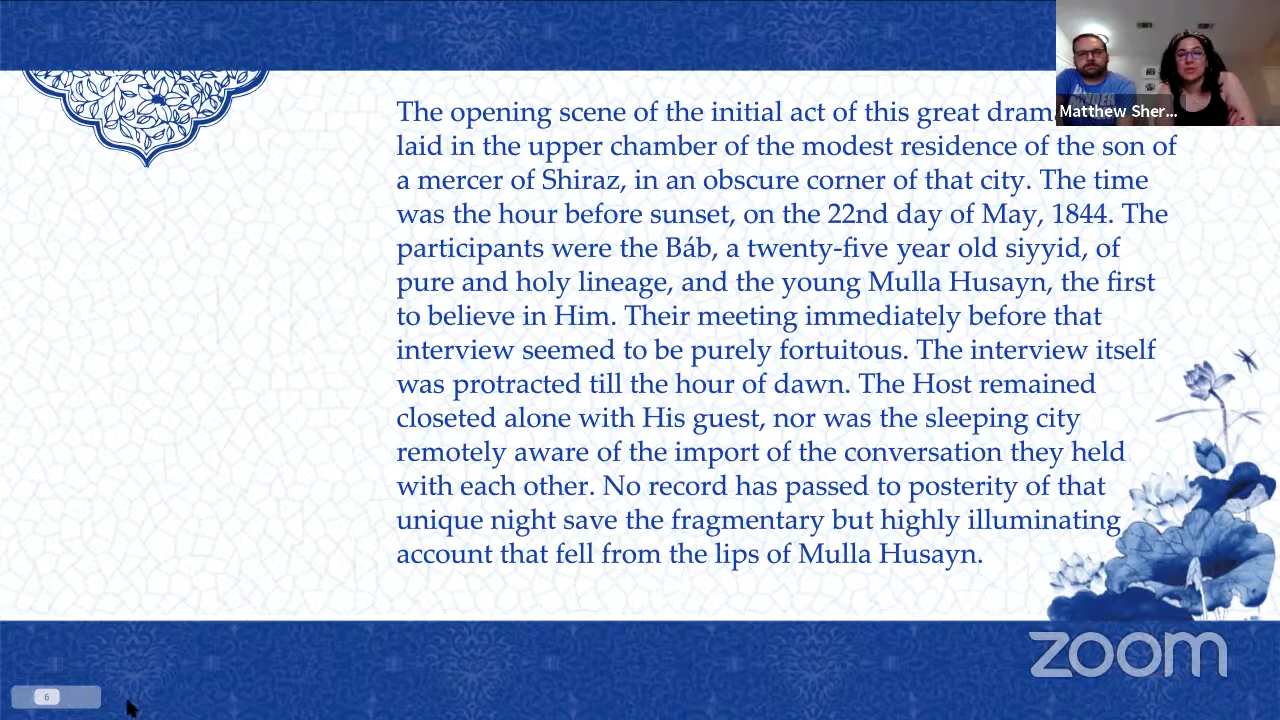 The opening scene of the initial act of this great
laid in the upper chamber of the modest residence of the son of
a mercer of Shiraz, in an obscure corner of that city. The time
was the hour before sunset, on the 22nd day of May, 1844. The
participants were the Báb, a twenty-five year old siyyid, of
pure and holy lineage, and the young Mulla Husayn, the first
to believe in Him. Their meeting immediately before that
interview seemed to be purely fortuitous. The interview itself
was protracted till the hour of dawn. The Host remained
closeted alone with His guest, nor was the sleeping city
remotely aware of the import of the conversation they held
with each other. No record has passed to posterity of that
unique night save the fragmentary but highly illuminating
account that fell from the lips of Mulla Husayn.
Matthew Sher...
zoom
6